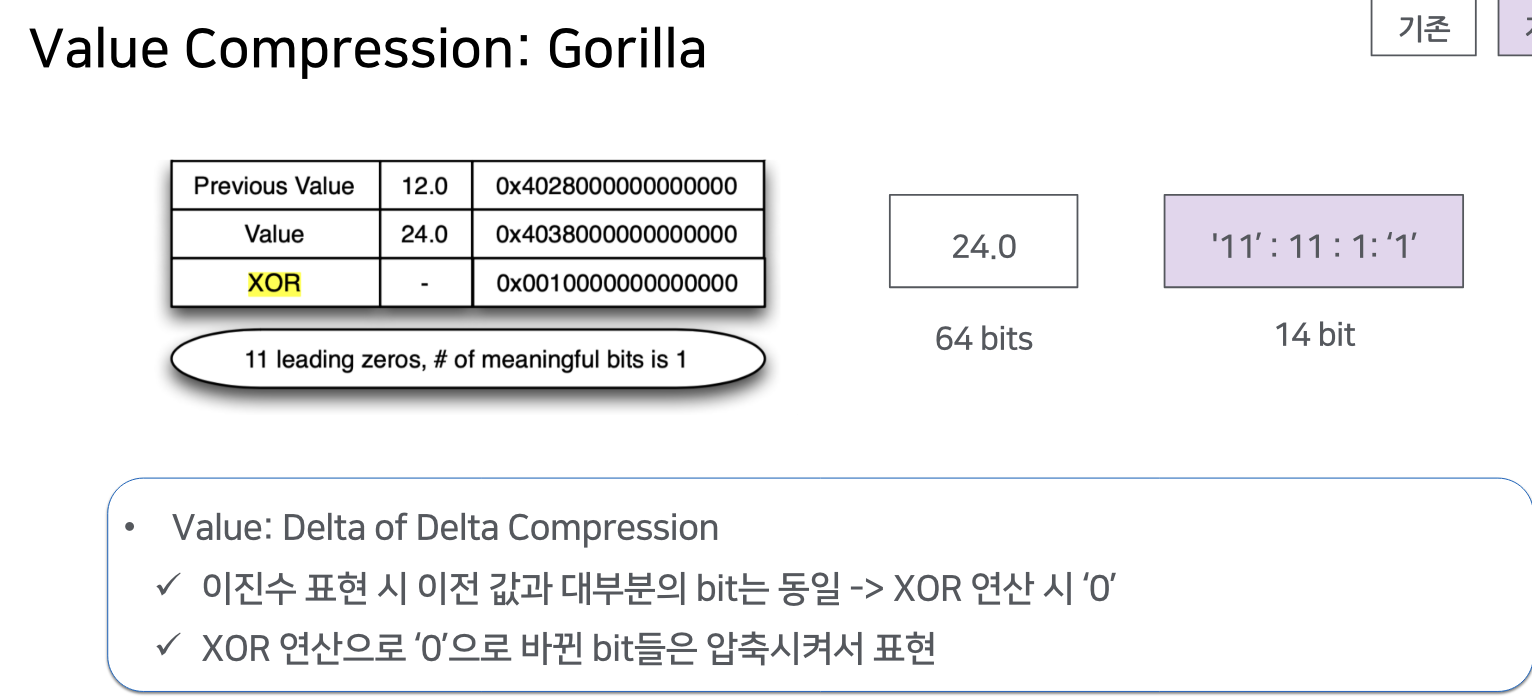 Value Compression: Gorilla
기존
Previous Value 12.0 0x4028000000000000
Value 24.0 0x4038000000000000
XOR - 0x0010000000000000
11 leading zeros, # of meaningful bits is 1
24.0
'11’ : 11 : 1: ‘1’
64 bits
14 bit
• Value: Delta of Delta Compression
✓ 이진수 표현 시 이전 값과 대부분의 bit는 동일 -> XOR 연산 시 ‘0’
✓ XOR 연산으로 ‘0’으로 바뀐 bit들은 압축시켜서 표현